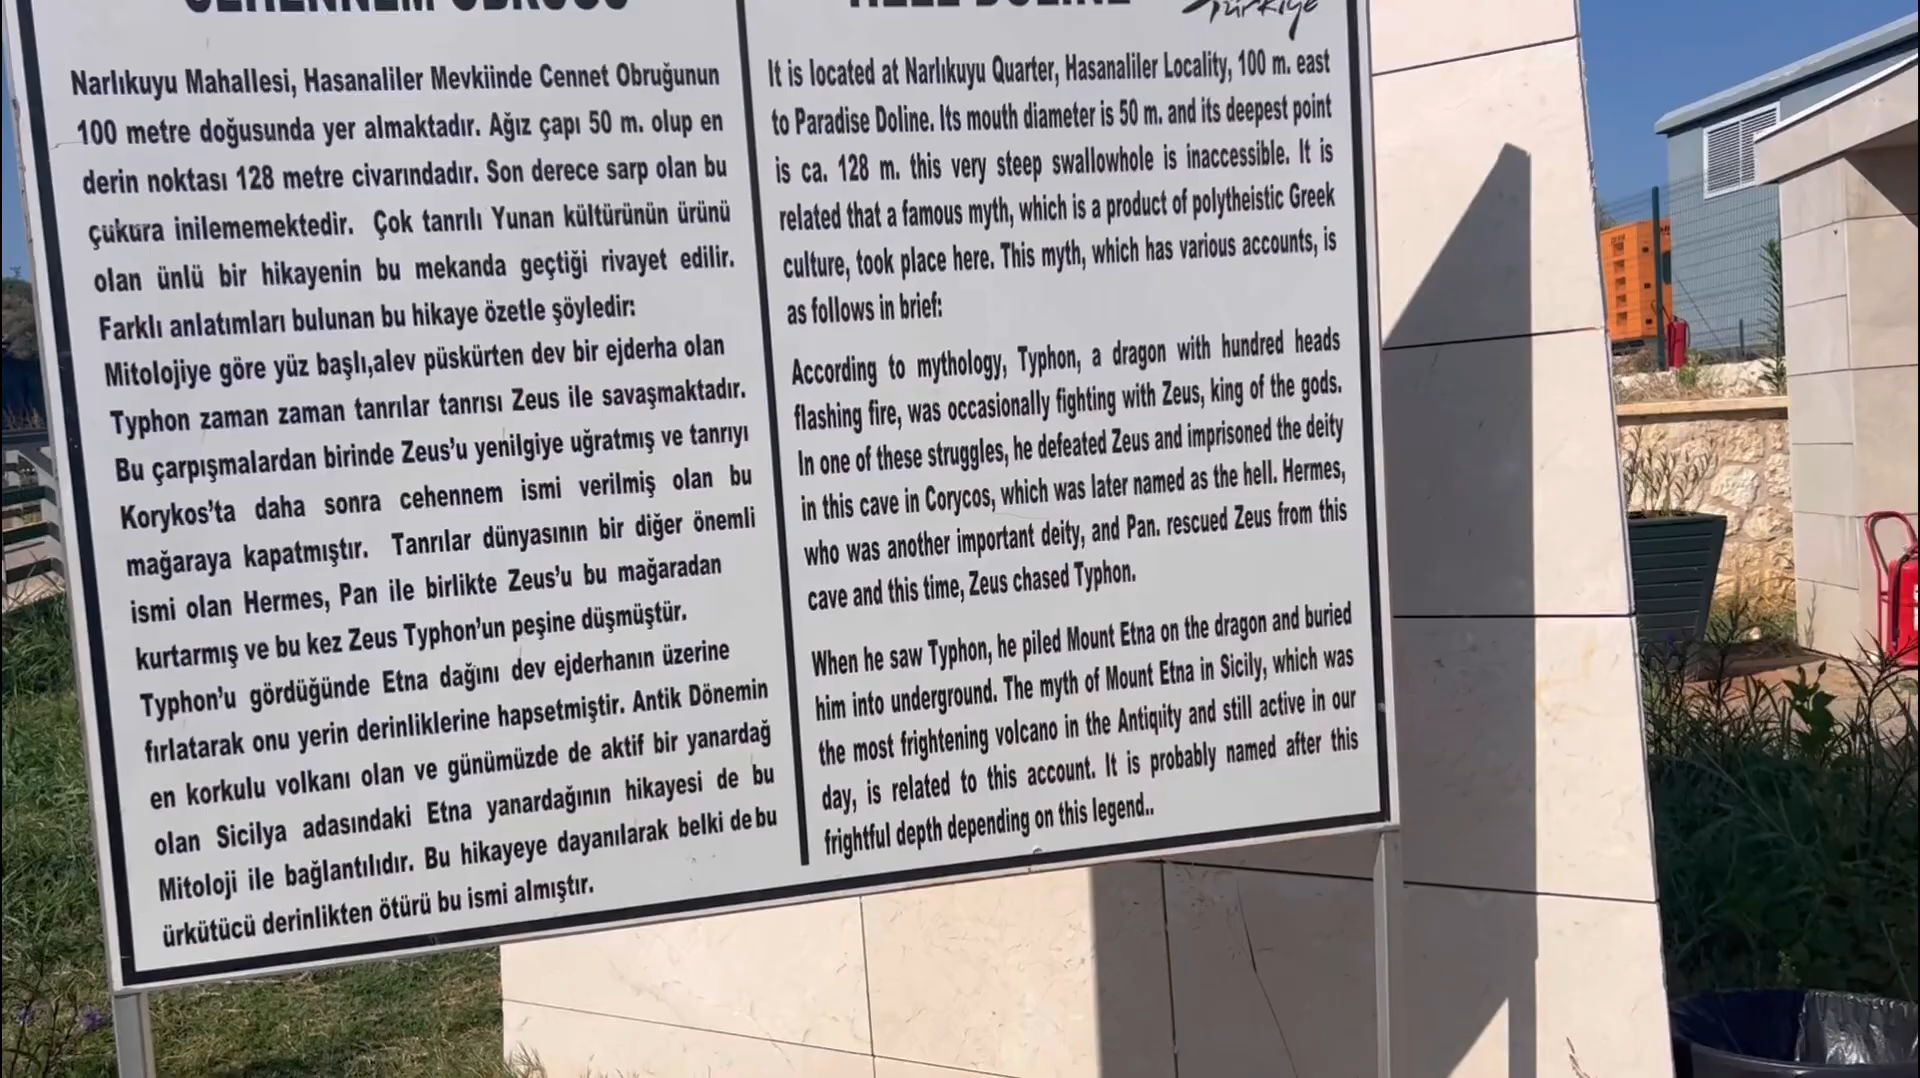 CEHENNEM OBRUĞU
Narlıkuyu Mahallesi, Hasanaliler Mevkiinde Cennet Obruğunun
100 metre doğusunda yer almaktadır. Ağız çapı 50 m. olup en
derin noktası 128 metre civarındadır. Son derece sarp olan bu
çukura inilememektedir. Çok tanrılı Yunan kültürünün ürünü
olan ünlü bir hikayenin bu mekanda geçtiği rivayet edilir.
Farklı anlatımları bulunan bu hikaye özetle şöyledir:
Mitolojiye göre yüz başlı,alev püskürten dev bir ejderha olan
Typhon zaman zaman tanrılar tanrısı Zeus ile savaşmaktadır.
Bu çarpışmalardan birinde Zeus'u yenilgiye uğratmış ve tanrıyı
Korykos'ta daha sonra cehennem ismi verilmiş olan bu
mağaraya kapatmıştır. Tanrılar dünyasının bir diğer önemli
ismi olan Hermes, Pan ile birlikte Zeus'u bu mağaradan
kurtarmış ve bu kez Zeus Typhon'un peşine düşmüştür.
Typhon'u gördüğünde Etna dağını dev ejderhanın üzerine
fırlatarak onu yerin derinliklerine hapsetmiştir. Antik Dönemin
en korkulu volkanı olan ve günümüzde de aktif bir yanardağ
olan Sicilya adasındaki Etna yanardağının hikayesi de bu
Mitoloji ile bağlantılıdır. Bu hikayeye dayanılarak belki de bu
ürkütücü derinlikten ötürü bu ismi almıştır.
HELL DOLINE
Türkiye
It is located at Narlıkuyu Quarter, Hasanaliler Locality, 100 m. east
to Paradise Doline. Its mouth diameter is 50 m. and its deepest point
is ca. 128 m. this very steep swallowhole is inaccessible. It is
related that a famous myth, which is a product of polytheistic Greek
culture, took place here. This myth, which has various accounts, is
as follows in brief:
According to mythology, Typhon, a dragon with hundred heads
flashing fire, was occasionally fighting with Zeus, king of the gods.
In one of these struggles, he defeated Zeus and imprisoned the deity
in this cave in Corycos, which was later named as the hell. Hermes,
who was another important deity, and Pan. rescued Zeus from this
cave and this time, Zeus chased Typhon.
When he saw Typhon, he piled Mount Etna on the dragon and buried
him into underground. The myth of Mount Etna in Sicily, which was
the most frightening volcano in the Antiqiity and still active in our
day, is related to this account. It is probably named after this
frightful depth depending on this legend..